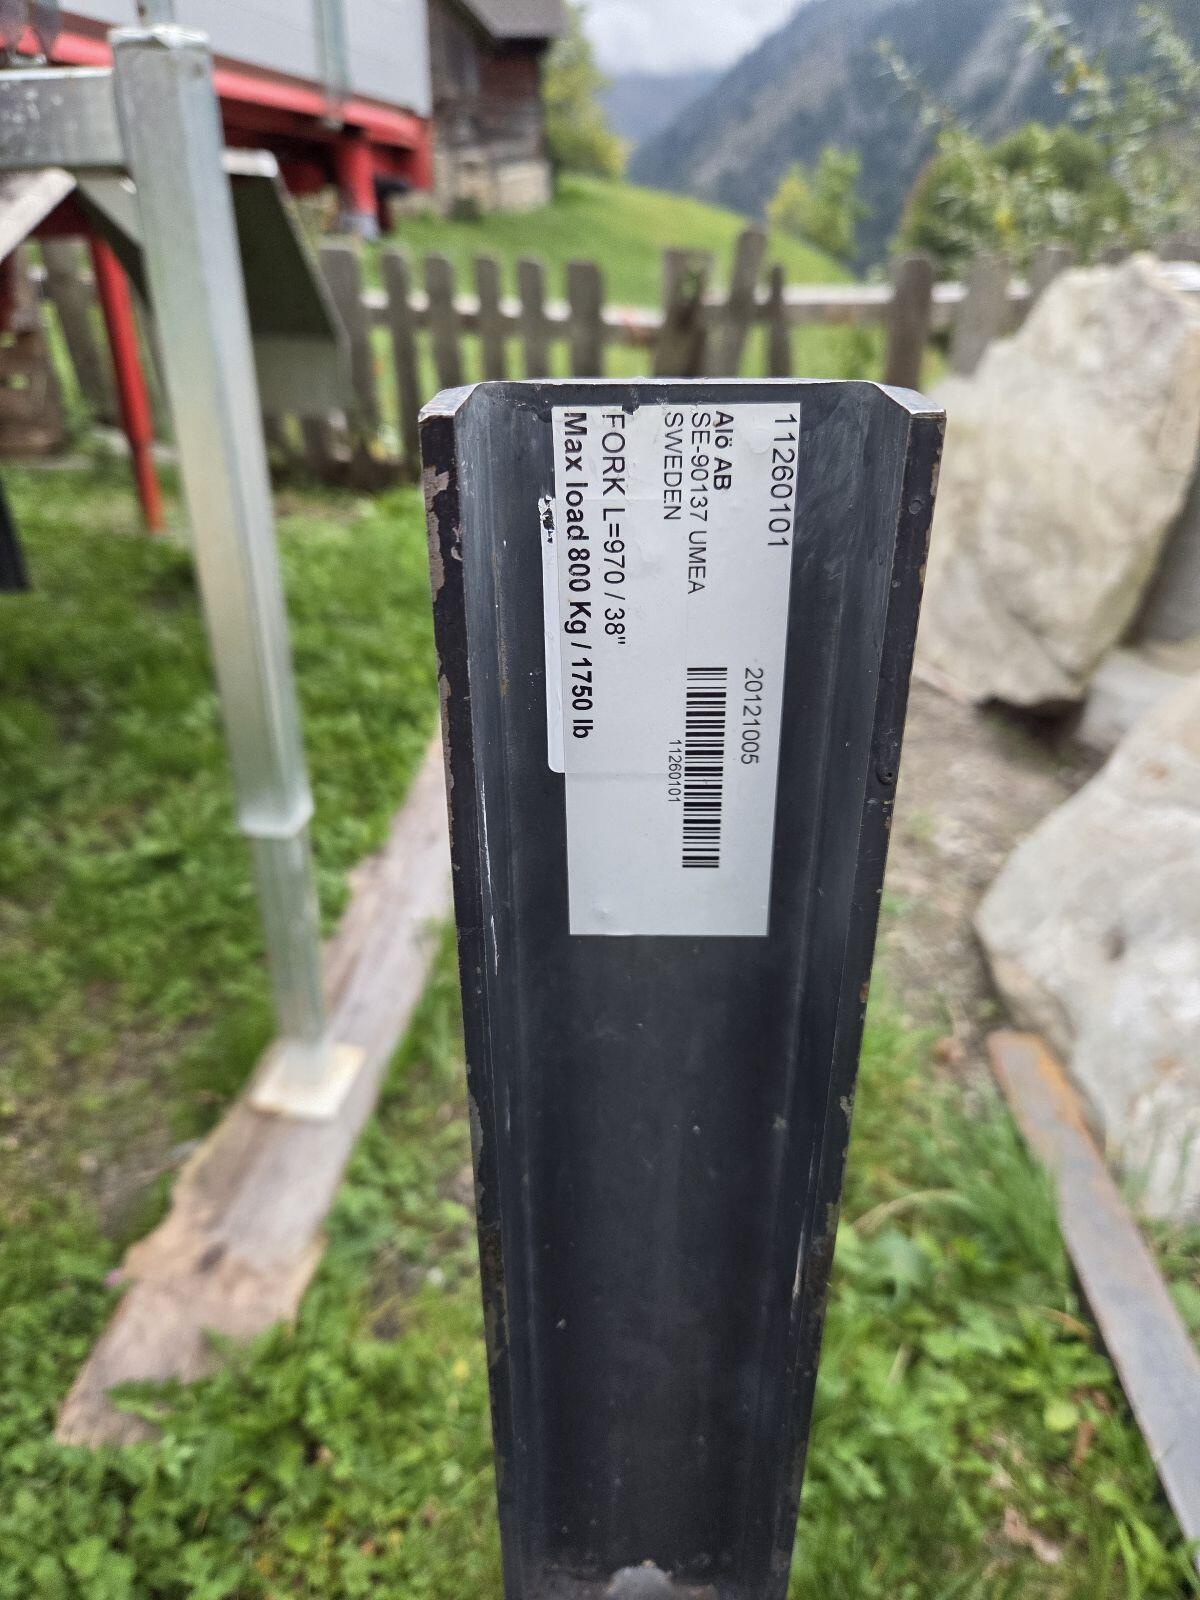 11260101
20121005
Alö AB
SE-90137 UMEA
SWEDEN
11260101
FORK L=970 / 38"
Max load 800 Kg / 1750 lb